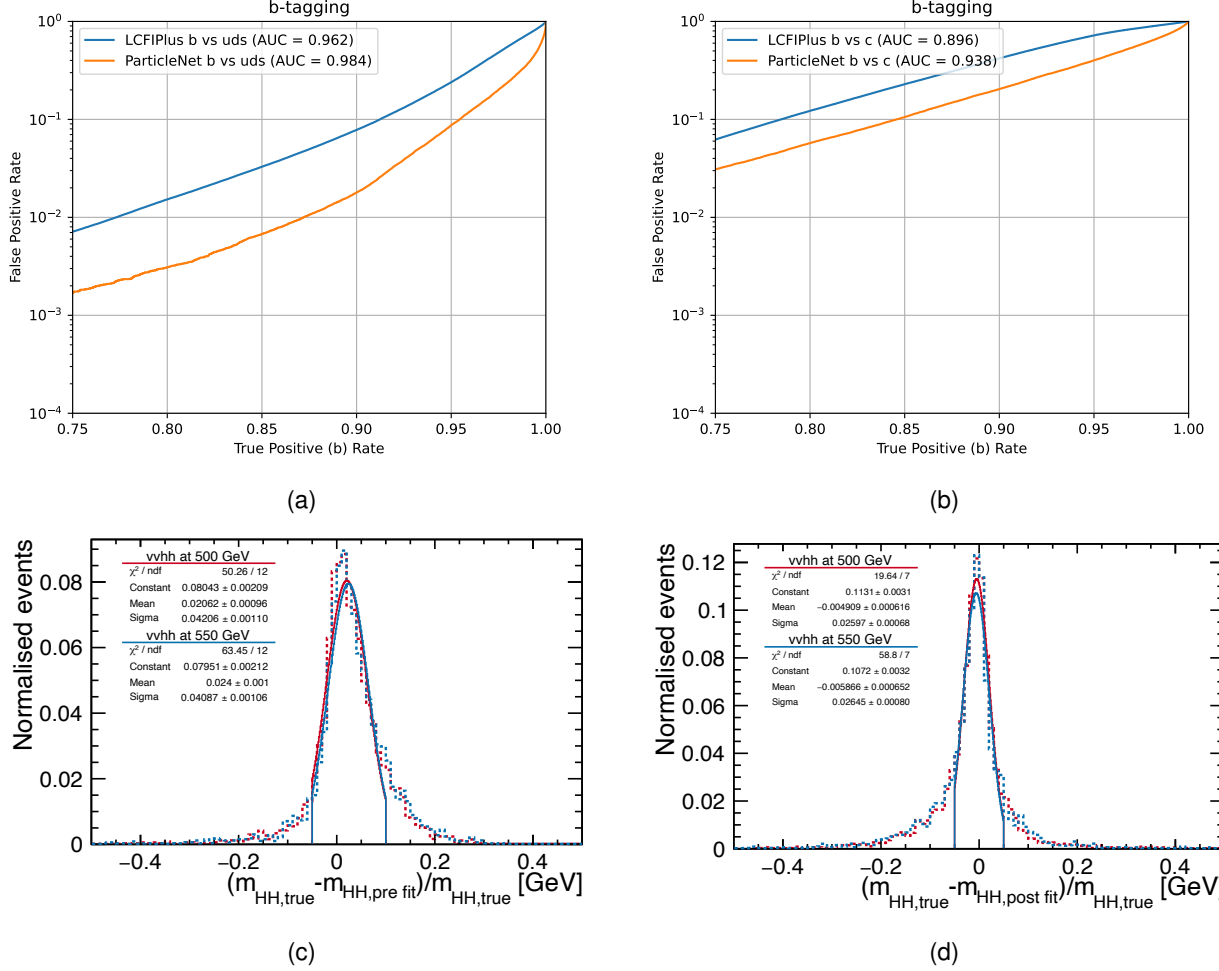 b-tagging
LCFIPlus b vs uds (AUC = 0.962)
ParticleNet b vs uds (AUC = 0.984)
False Positive Rate
10⁰
10⁻¹
10⁻²
10⁻³
10⁻⁴
0.75 0.80 0.85 0.90 0.95 1.00
True Positive (b) Rate
(a)
b-tagging
LCFIPlus b vs c (AUC = 0.896)
ParticleNet b vs c (AUC = 0.938)
False Positive Rate
10⁰
10⁻¹
10⁻²
10⁻³
10⁻⁴
0.75 0.80 0.85 0.90 0.95 1.00
True Positive (b) Rate
(b)
Normalised events
0.08
0.06
0.04
0.02
0
vvhh at 500 GeV
χ² / ndf 50.26 / 12
Constant 0.08043 ± 0.00209
Mean 0.02062 ± 0.00096
Sigma 0.04206 ± 0.00110
vvhh at 550 GeV
χ² / ndf 63.45 / 12
Constant 0.07951 ± 0.00212
Mean 0.024 ± 0.001
Sigma 0.04087 ± 0.00106
−0.4 −0.2 0 0.2 0.4
(m_HH,true -m_HH,pre fit)/m_HH,true [GeV]
(c)
Normalised events
0.12
0.1
0.08
0.06
0.04
0.02
0
vvhh at 500 GeV
χ² / ndf 19.64 / 7
Constant 0.1131 ± 0.0031
Mean −0.004909 ± 0.000616
Sigma 0.02597 ± 0.00068
vvhh at 550 GeV
χ² / ndf 58.8 / 7
Constant 0.1072 ± 0.0032
Mean −0.005866 ± 0.000652
Sigma 0.02645 ± 0.00080
−0.4 −0.2 0 0.2 0.4
(m_HH,true -m_HH,post fit)/m_HH,true [GeV]
(d)